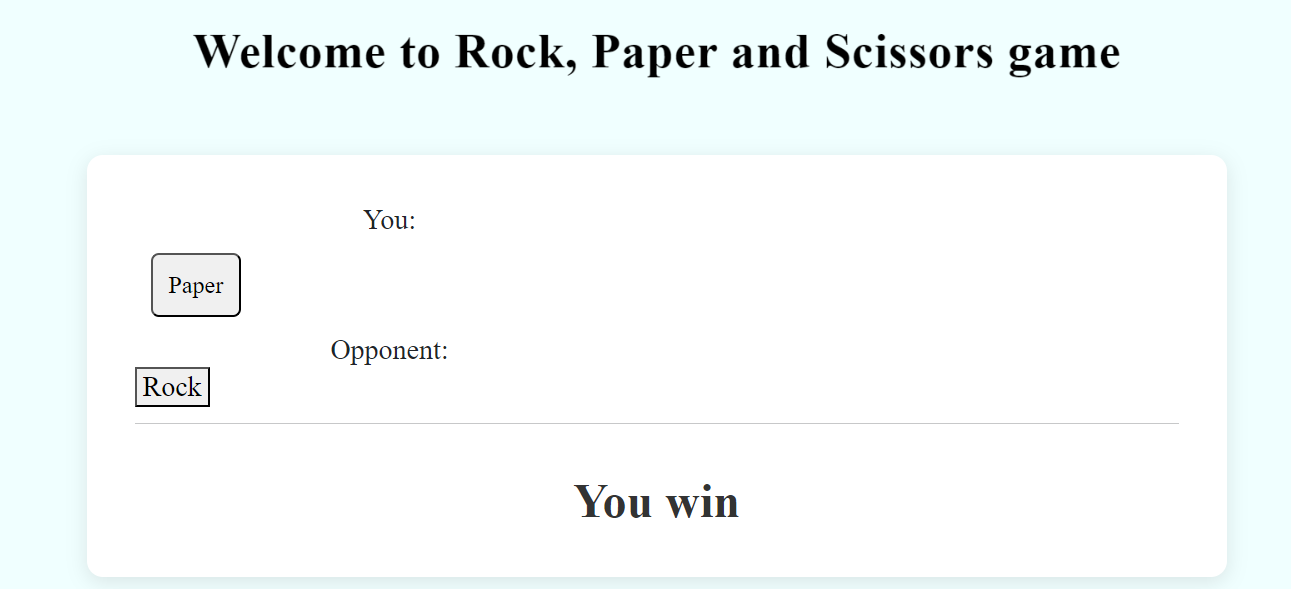 Welcome to Rock, Paper and Scissors game
You:
Paper
Opponent:
Rock
You win